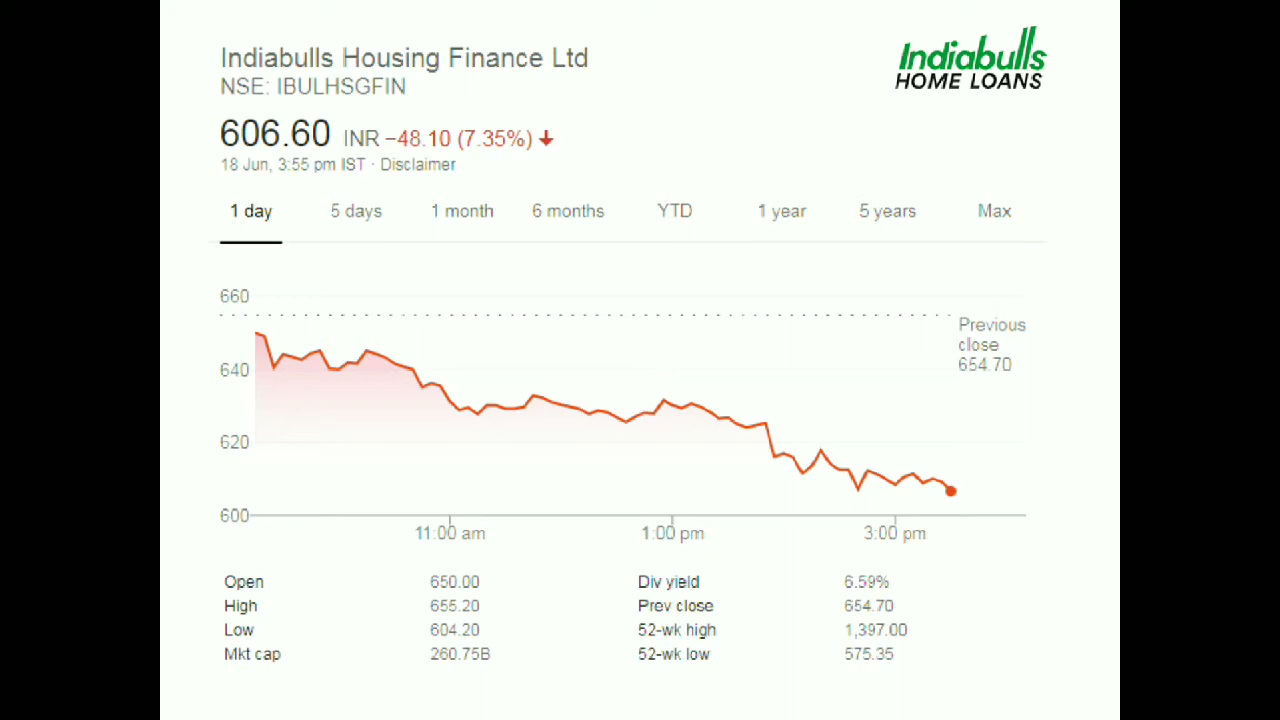 Indiabulls Housing Finance Ltd
NSE: IBULHSGFIN
Indiabulls
HOME LOANS
606.60 INR −48.10 (7.35%) ↓
18 Jun, 3:55 pm IST · Disclaimer
1 day 5 days 1 month 6 months YTD 1 year 5 years Max
660
Previous
close
654.70
640
620
600
11:00 am 1:00 pm 3:00 pm
Open 650.00 Div yield 6.59%
High 655.20 Prev close 654.70
Low 604.20 52-wk high 1,397.00
Mkt cap 260.75B 52-wk low 575.35